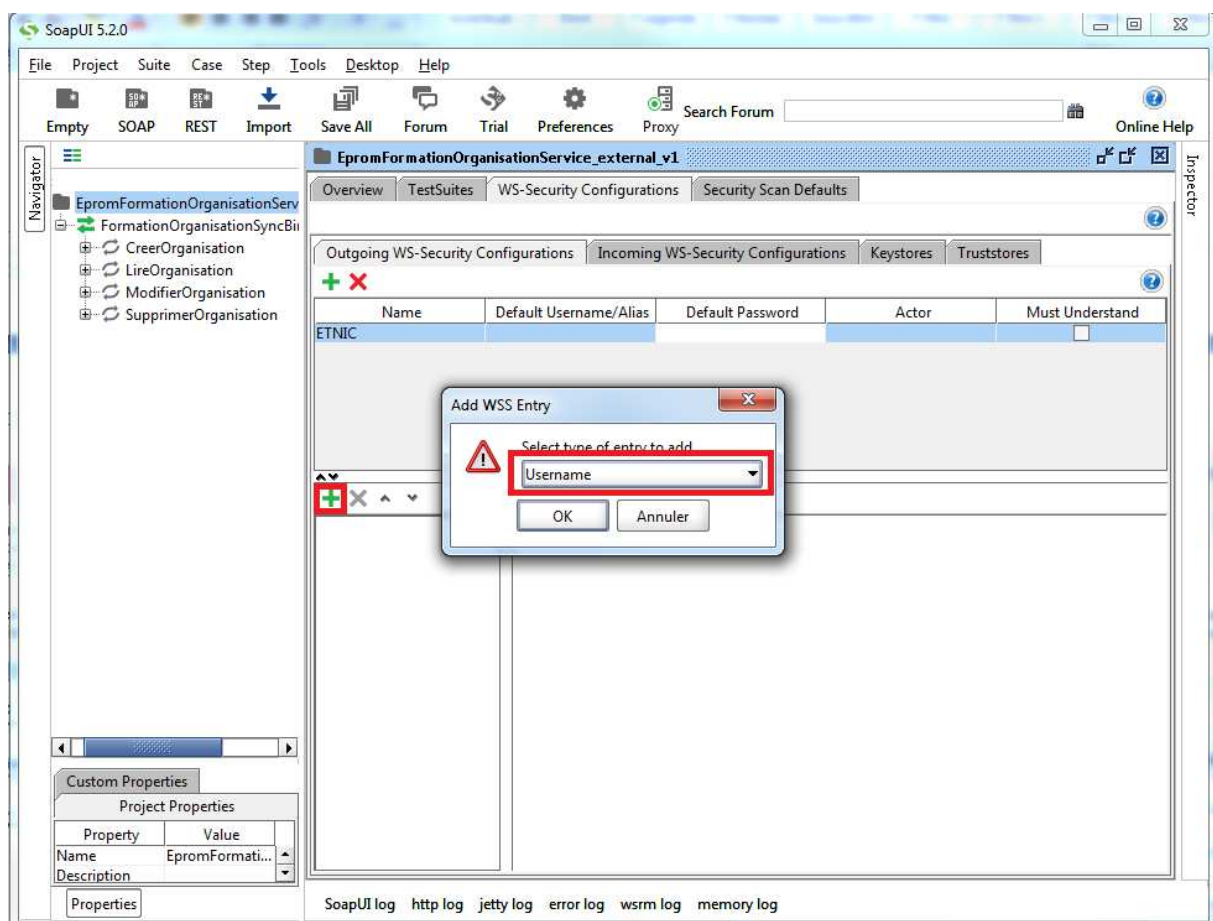 SoapUI 5.2.0
File Project Suite Case Step Tools Desktop Help
Empty SOAP REST Import Save All Forum Trial Preferences Proxy Search Forum Online Help
Navigator
EpromFormationOrganisationServ
FormationOrganisationSyncBin
CreerOrganisation
LireOrganisation
ModifierOrganisation
SupprimerOrganisation
EpromFormationOrganisationService_external_v1
Inspector
Overview TestSuites WS-Security Configurations Security Scan Defaults
Outgoing WS-Security Configurations Incoming WS-Security Configurations Keystores Truststores
Name Default Username/Alias Default Password Actor Must Understand
ETNIC
Add WSS Entry
Select type of entry to add
Username
OK Annuler
Custom Properties
Project Properties
Property Value
Name EpromFormati...
Description
Properties
SoapUI log http log jetty log error log wsrm log memory log